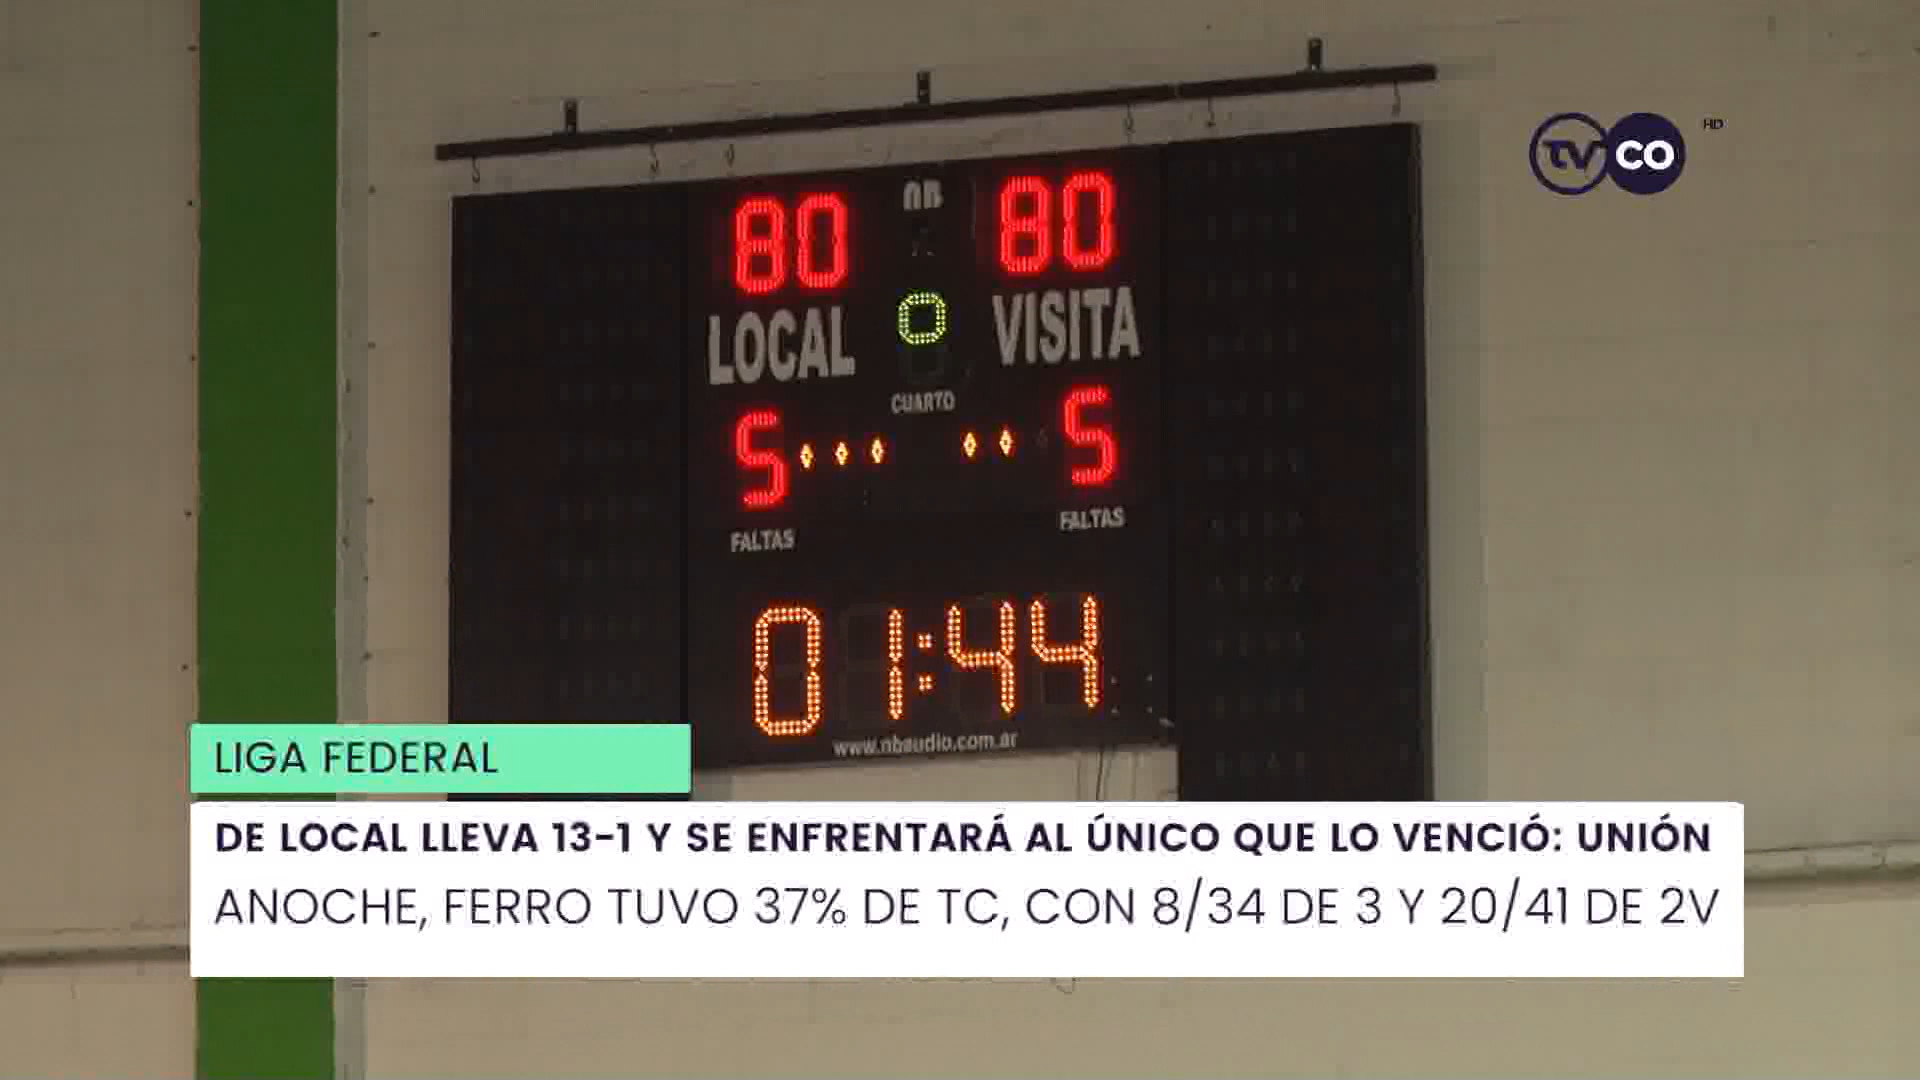 TV CO HD
80 NB 80
LOCAL 0 VISITA
CUARTO
5 5
FALTAS FALTAS
01:44
www.nbaudio.com.ar
LIGA FEDERAL
DE LOCAL LLEVA 13-1 Y SE ENFRENTARÁ AL ÚNICO QUE LO VENCIÓ: UNIÓN
ANOCHE, FERRO TUVO 37% DE TC, CON 8/34 DE 3 Y 20/41 DE 2V